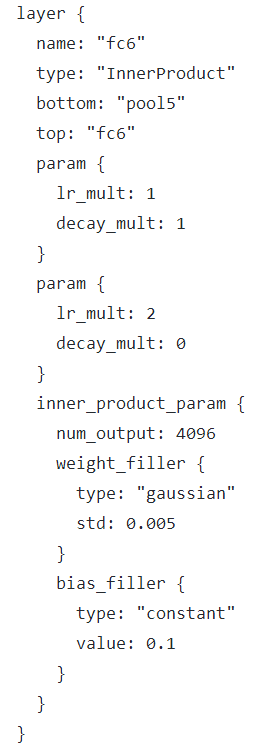 layer {
  name: "fc6"
  type: "InnerProduct"
  bottom: "pool5"
  top: "fc6"
  param {
    lr_mult: 1
    decay_mult: 1
  }
  param {
    lr_mult: 2
    decay_mult: 0
  }
  inner_product_param {
    num_output: 4096
    weight_filler {
      type: "gaussian"
      std: 0.005
    }
    bias_filler {
      type: "constant"
      value: 0.1
    }
  }
}